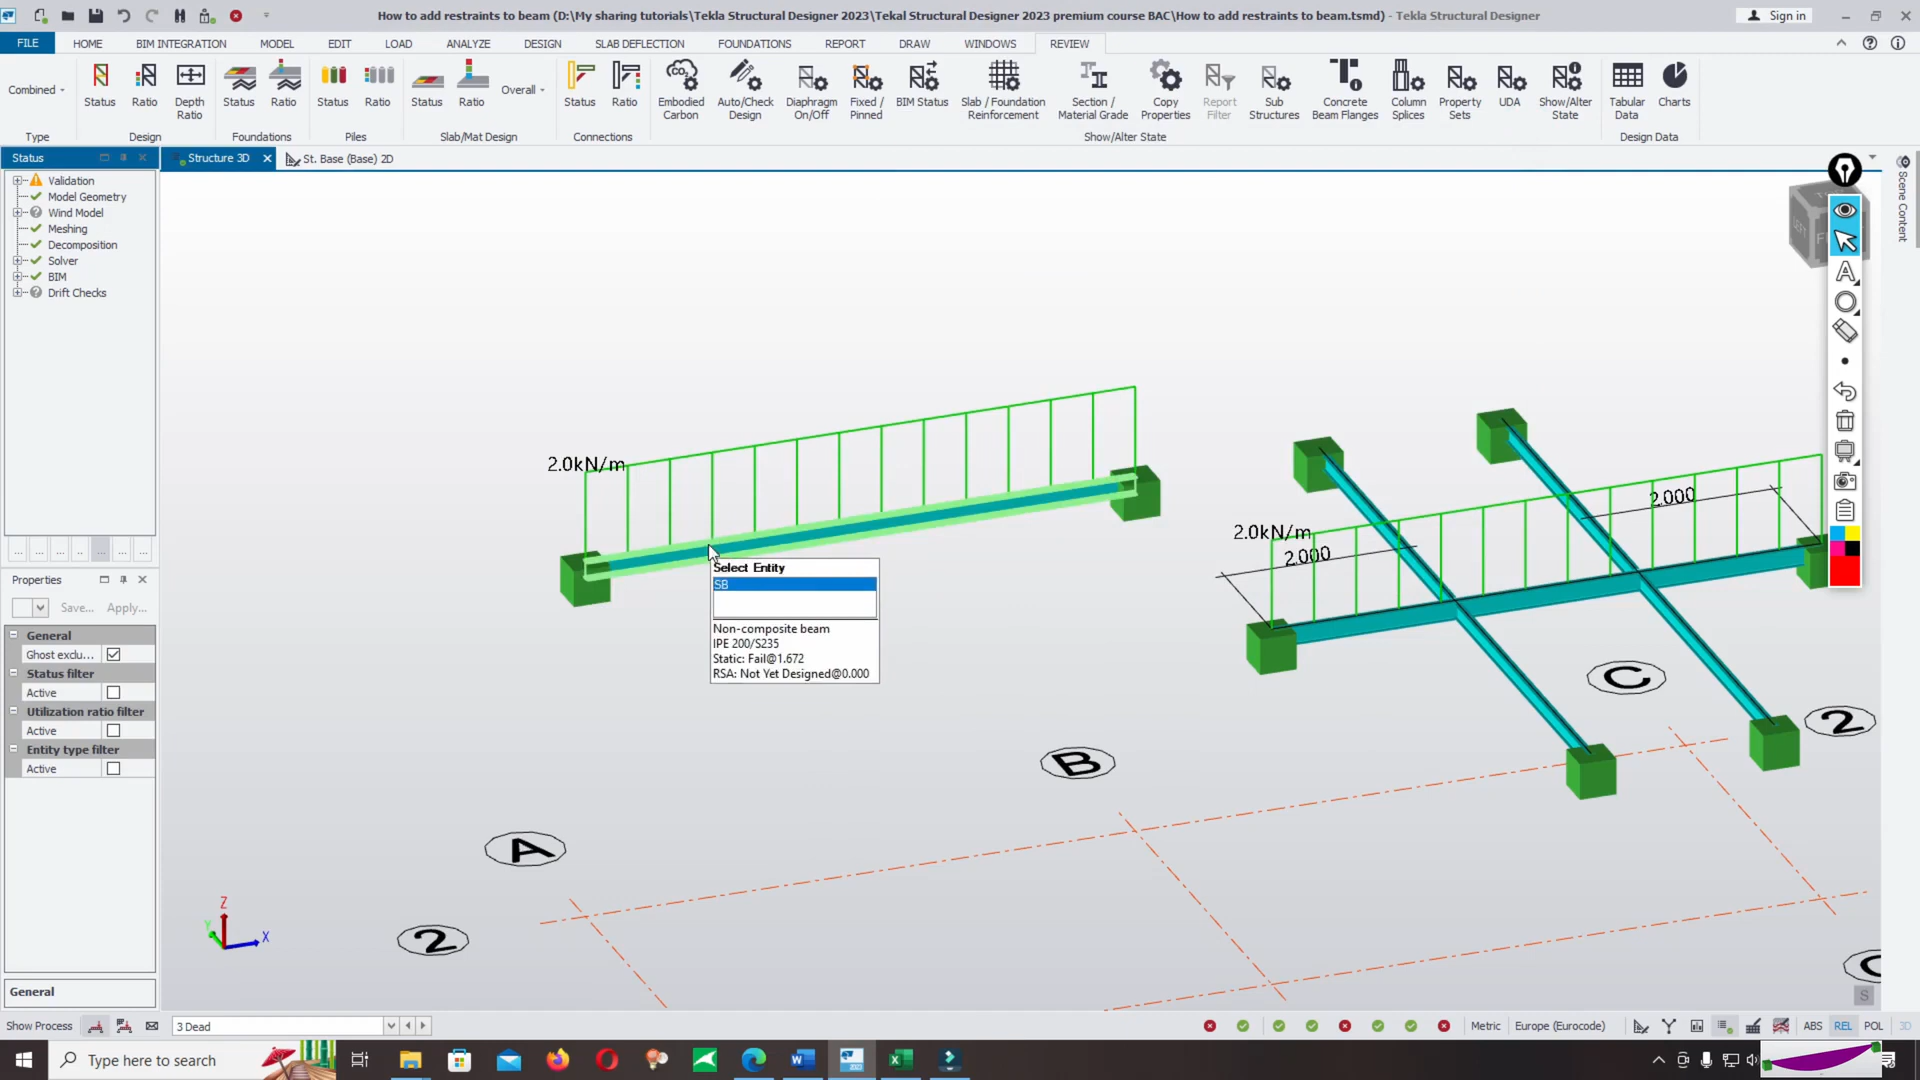 How to add restraints to beam (D:\My sharing tutorials\Tekla Structural Designer 2023\Tekal Structural Designer 2023 premium course BAC\How to add restraints to beam.tsmd) - Tekla Structural Designer
Sign in
FILE HOME BIM INTEGRATION MODEL EDIT LOAD ANALYZE DESIGN SLAB DEFLECTION FOUNDATIONS REPORT DRAW WINDOWS REVIEW
Combined Status Ratio Depth Ratio Status Ratio Status Ratio Status Ratio Overall Status Ratio Embodied Carbon Auto/Check Design Diaphragm On/Off Fixed / Pinned BIM Status Slab / Foundation Reinforcement Section / Material Grade Copy Properties Report Filter Sub Structures Concrete Beam Flanges Column Splices Property Sets UDA Show/Alter State Tabular Data Charts
Type Design Foundations Piles Slab/Mat Design Connections Show/Alter State Design Data
Status
Structure 3D
St. Base (Base) 2D
Scene Content
Validation
Model Geometry
Wind Model
Meshing
Decomposition
Solver
BIM
Drift Checks
Properties
Save... Apply...
General
Ghost exclu...
Status filter
Active
Utilization ratio filter
Active
Entity type filter
Active
General
2.0kN/m
Select Entity
SB
Non-composite beam
IPE 200/S235
Static: Fail@1.672
RSA: Not Yet Designed@0.000
2.0kN/m
2.000
2.000
LEFT
A
B
C
2
2
C
Z
Y
X
S
Show Process
3 Dead
Metric
Europe (Eurocode)
ABS REL POL 3D
Type here to search